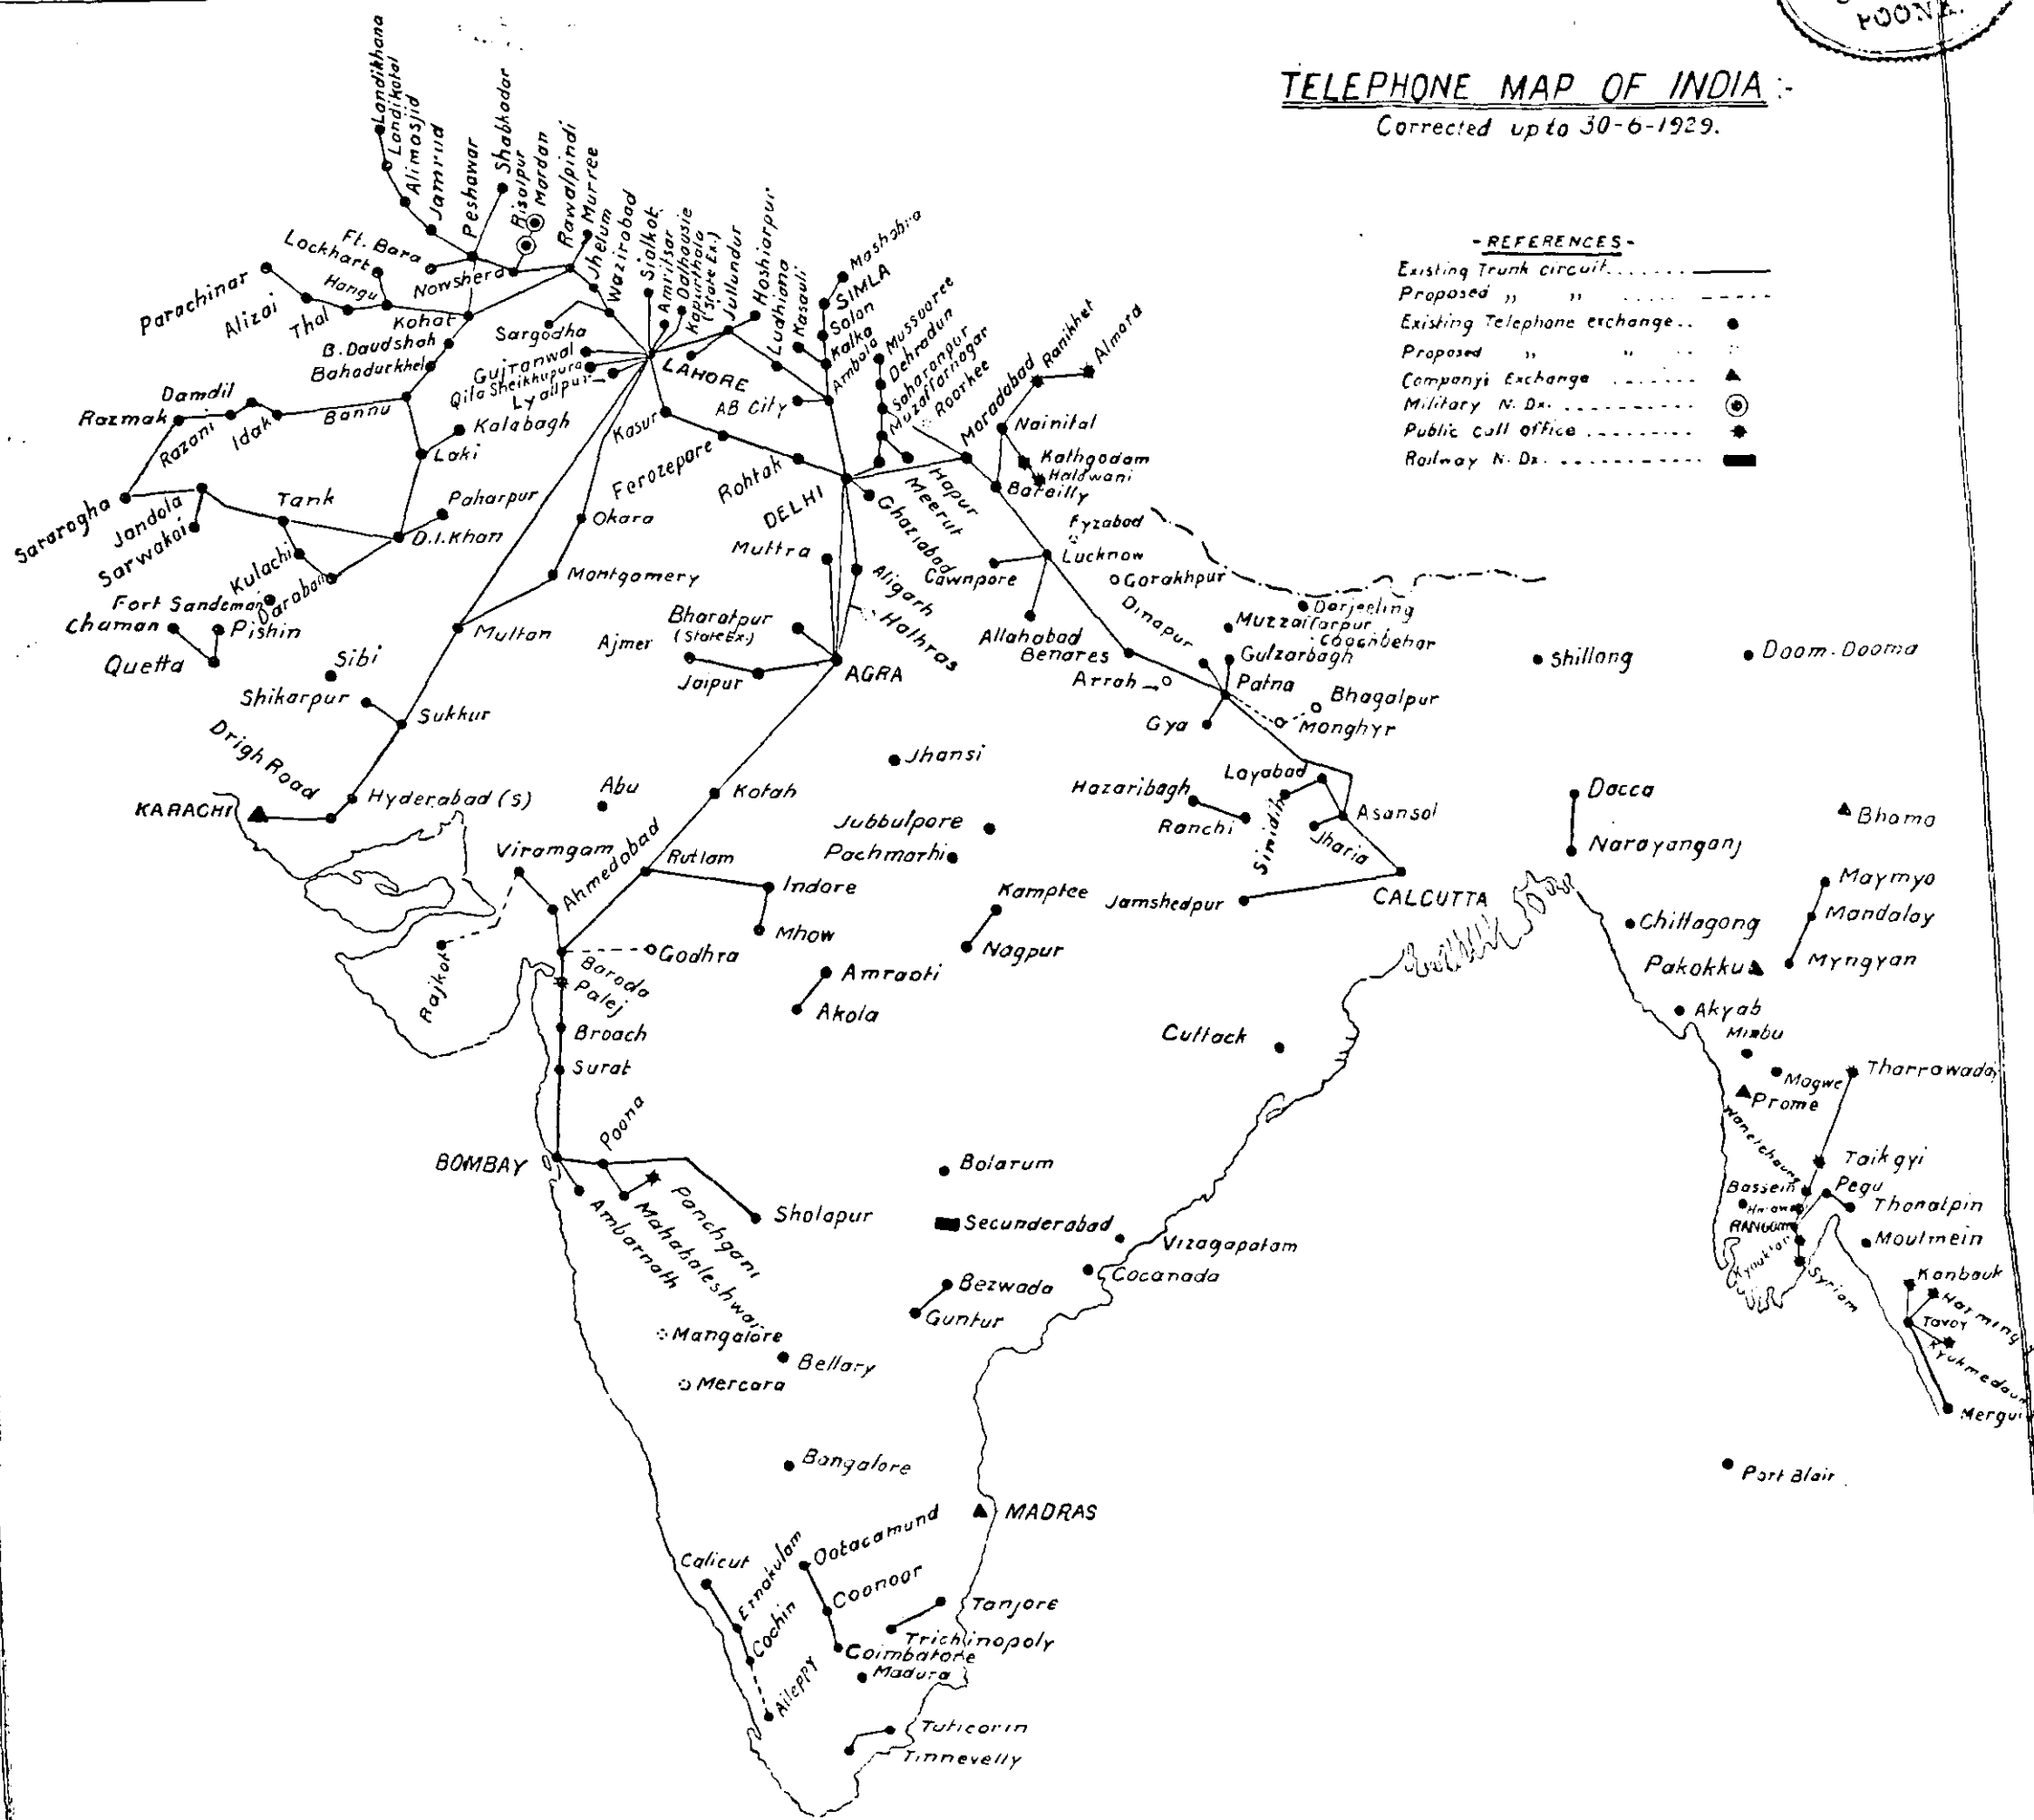 POONA.
TELEPHONE MAP OF INDIA :-
Corrected up to 30-6-1929.
- REFERENCES -
Existing Trunk circuit.......
Proposed ,, ,, .....
Existing Telephone exchange..
Proposed ,, ,, ..
Companys Exchange .......
Military N. Dx. ..........
Public call office .........
Railway N. Dx. ............
Landikhana
Landikotal
Alimasjid
Jamrud
Peshawar
Shabkadar
Risalpur
Mardan
Rawalpindi
Murree
Jhelum
Wazirabad
Sialkot
Amritsar
Dalhousie
Kapurthala
(State Ex.)
Jullundur
Hoshiarpur
Ludhiana
Kasauli
Mashobra
SIMLA
Solon
Kalka
Ambala
Mussooree
Dehradun
Saharanpur
Muzaffarnagar
Roorkee
Moradabad
Ranikhet
Almora
Ft. Bara
Lockhart
Hangu
Nowshera
Parachinar
Alizai
Thal
Kohat
B. Daudshah
Bahadurkhel
Sargodha
Gujranwal
Qila Sheikhupura
Lyallpur
LAHORE
AB City
Damdil
Razmak
Razani
Idak
Bannu
Kalabagh
Laki
Kasur
Ferozepore
Rohtak
DELHI
Nainital
Kathgodam
Haldwani
Bareilly
Hapur
Meerut
Ghaziabad
Sararogha
Jandola
Sarwakai
Tank
Paharpur
D.I.Khan
Kulachi
Daraban
Okara
Montgomery
Muttra
Aligarh
Hathras
Fyzabad
Lucknow
Cawnpore
Gorakhpur
Fort Sandeman
Chaman
Pishin
Quetta
Sibi
Multan
Bharatpur
(State Ex.)
Ajmer
Jaipur
AGRA
Allahabad
Benares
Dinapur
Darjeeling
Muzzaffarpur
Coochbehar
Gulzarbagh
Arrah
Patna
Bhagalpur
Gya
Monghyr
Shillong
Doom-Dooma
Shikarpur
Sukkur
Drigh Road
KARACHI
Hyderabad (S)
Abu
Kotah
Jhansi
Jubbulpore
Pachmarhi
Hazaribagh
Ranchi
Loyabad
Sinidih
Jharia
Asansol
Dacca
Narayanganj
Bhamo
Viramgam
Ahmedabad
Rutlam
Indore
Mhow
Kamptee
Nagpur
Jamshedpur
CALCUTTA
Maymyo
Mandalay
Myngyan
Chittagong
Pakokku
Rajkot
Godhra
Baroda
Palej
Broach
Surat
Amraoti
Akola
Cuttack
Akyab
Minbu
Magwe
Prome
Tharrawady
BOMBAY
Poona
Panchgani
Mahabaleshwar
Ambarnath
Sholapur
Bolarum
Secunderabad
Vizagapatam
Cocanada
Bezwada
Guntur
Wanetchaung
Taikgyi
Bassein
Pegu
Thonatpin
RANGOON
Moulmein
Kyauktan
Syriam
Kanbauk
Tavoy
Mergui
Mangalore
Bellary
Mercara
Bangalore
MADRAS
Port Blair
Calicut
Ernakulam
Cochin
Alleppy
Ootacamund
Coonoor
Coimbatore
Tanjore
Trichinopoly
Madura
Tuticorin
Tinnevelly